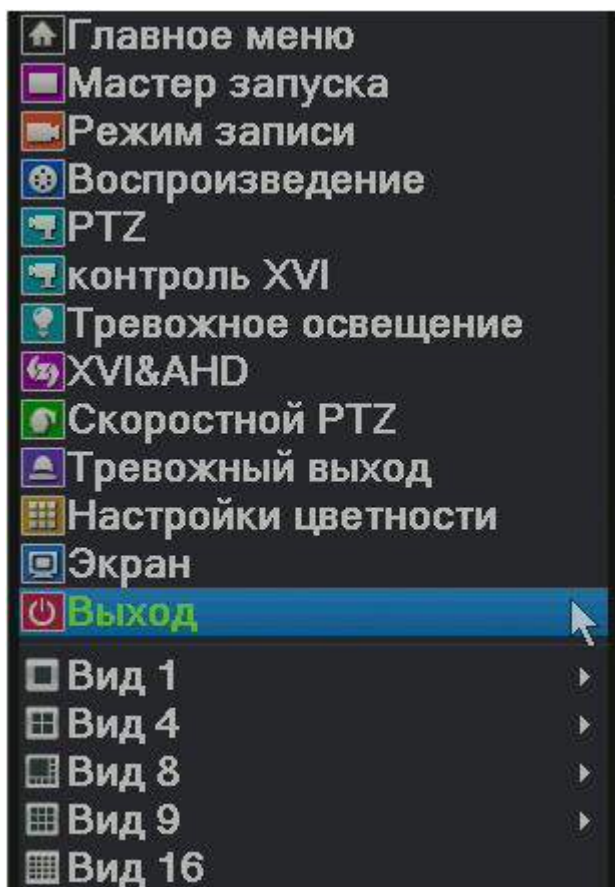 Главное меню
Мастер запуска
Режим записи
Воспроизведение
PTZ
контроль XVI
Тревожное освещение
XVI&AHD
Скоростной PTZ
Тревожный выход
Настройки цветности
Экран
Выход
Вид 1
Вид 4
Вид 8
Вид 9
Вид 16